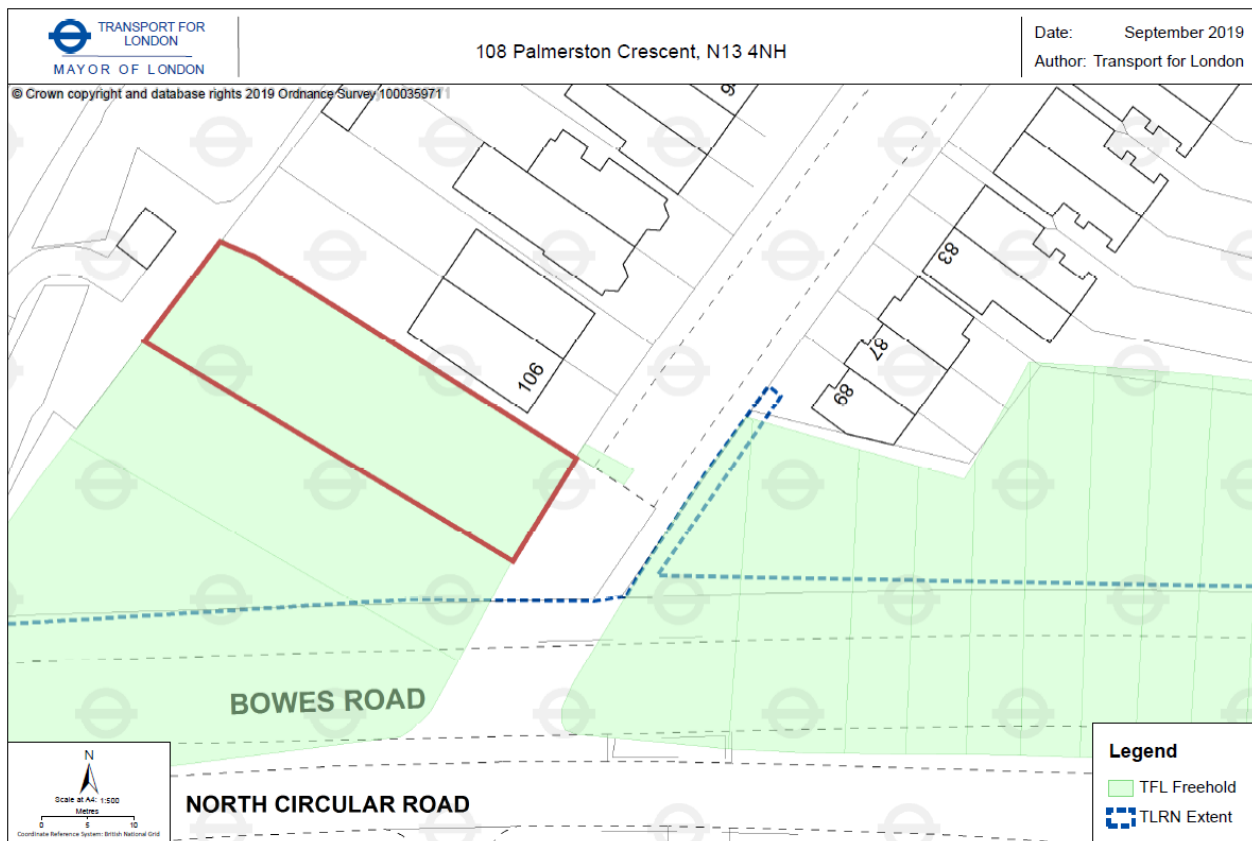 TRANSPORT FOR
LONDON
MAYOR OF LONDON
108 Palmerston Crescent, N13 4NH
Date: September 2019
Author: Transport for London
© Crown copyright and database rights 2019 Ordnance Survey 100035971
106
83
87
89
BOWES ROAD
NORTH CIRCULAR ROAD
N
Scale at A4: 1:500
Metres
0 5 10
Coordinate Reference System: British National Grid
Legend
TFL Freehold
TLRN Extent